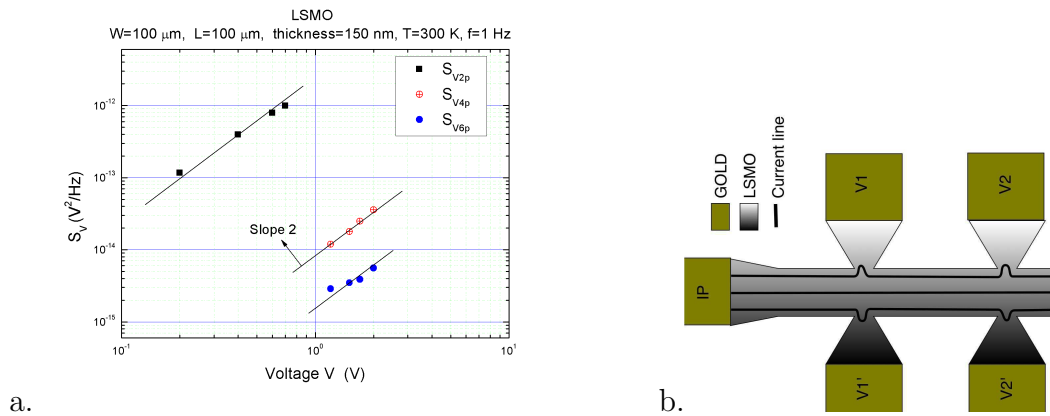 LSMO
W=100 μm, L=100 μm, thickness=150 nm, T=300 K, f=1 Hz
S_V2p
S_V4p
S_V6p
10^-12
10^-13
10^-14
10^-15
S_V (V^2/Hz)
Slope 2
10^-1
10^0
10^1
Voltage V (V)
a.
GOLD
LSMO
Current line
V1
V2
IP
V1'
V2'
b.